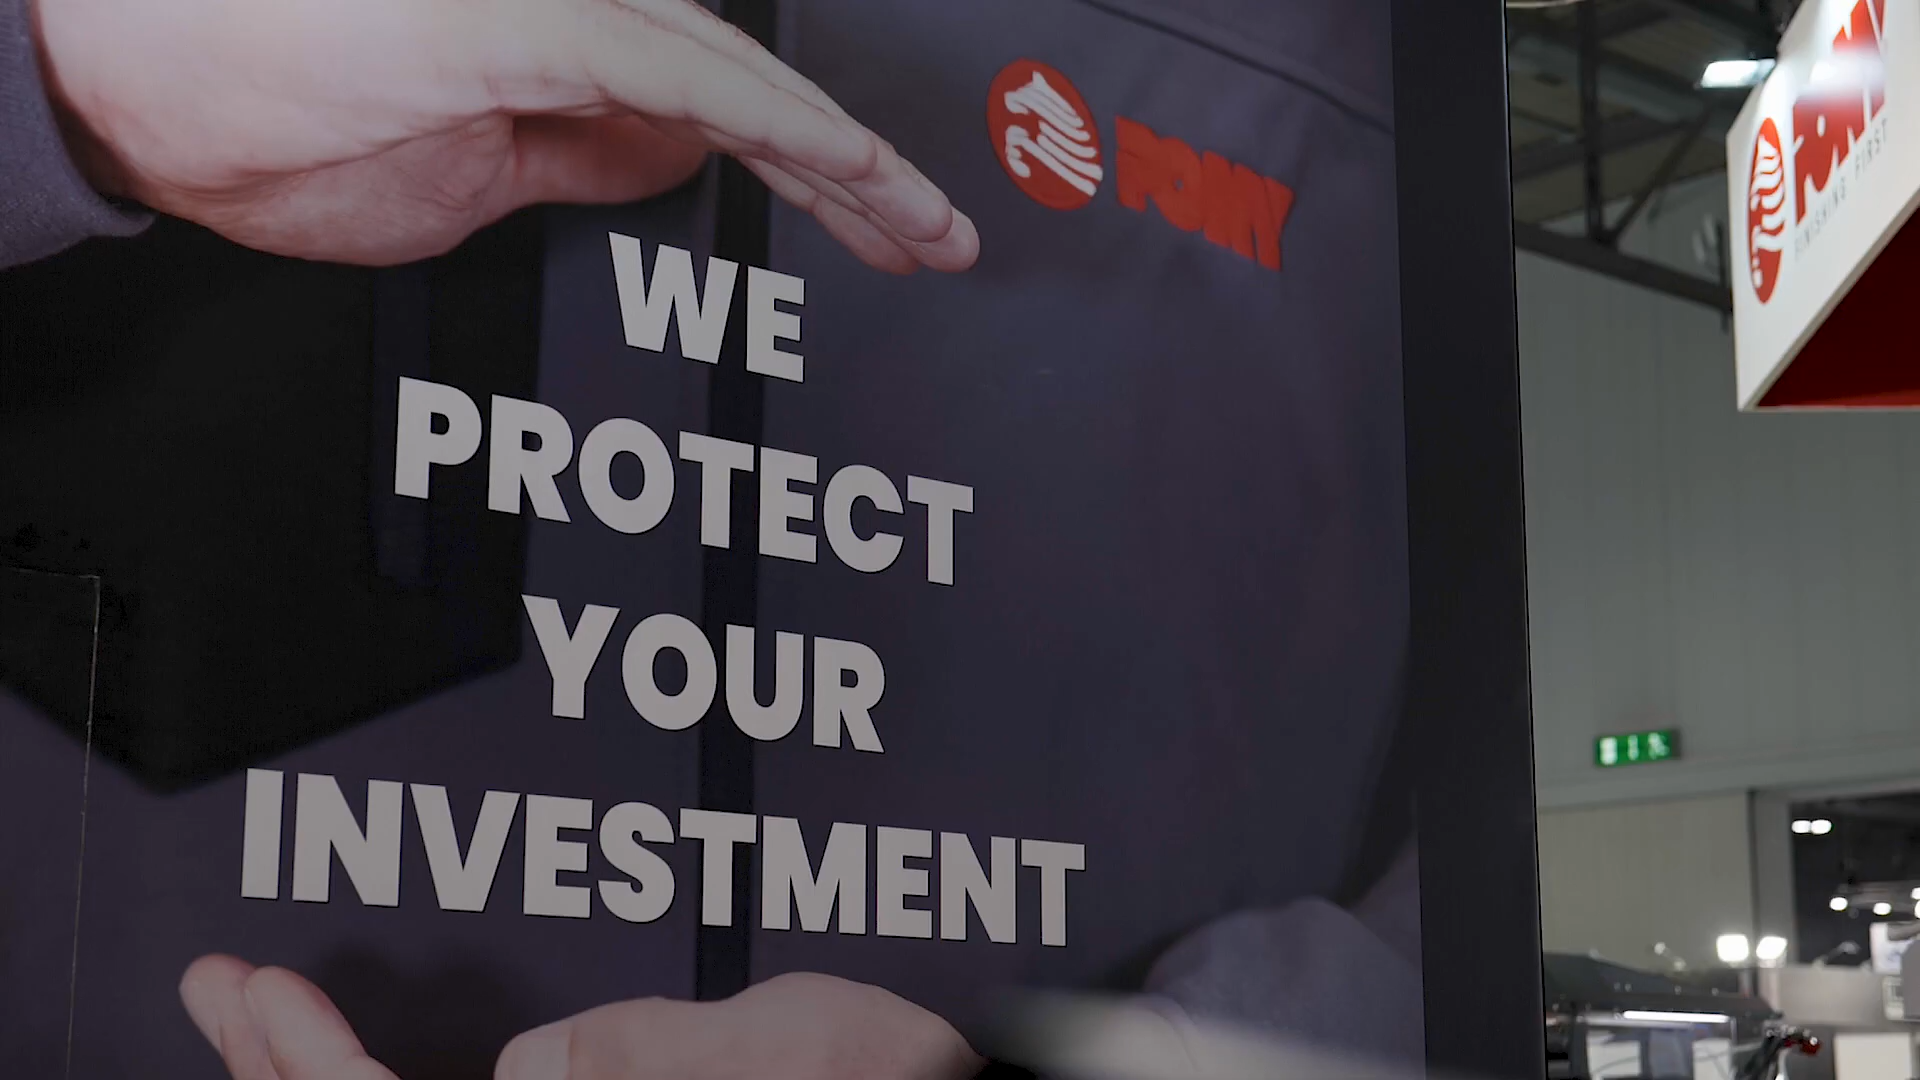 PONY
WE
PROTECT
YOUR
INVESTMENT
PONY
FINISHING FIRST